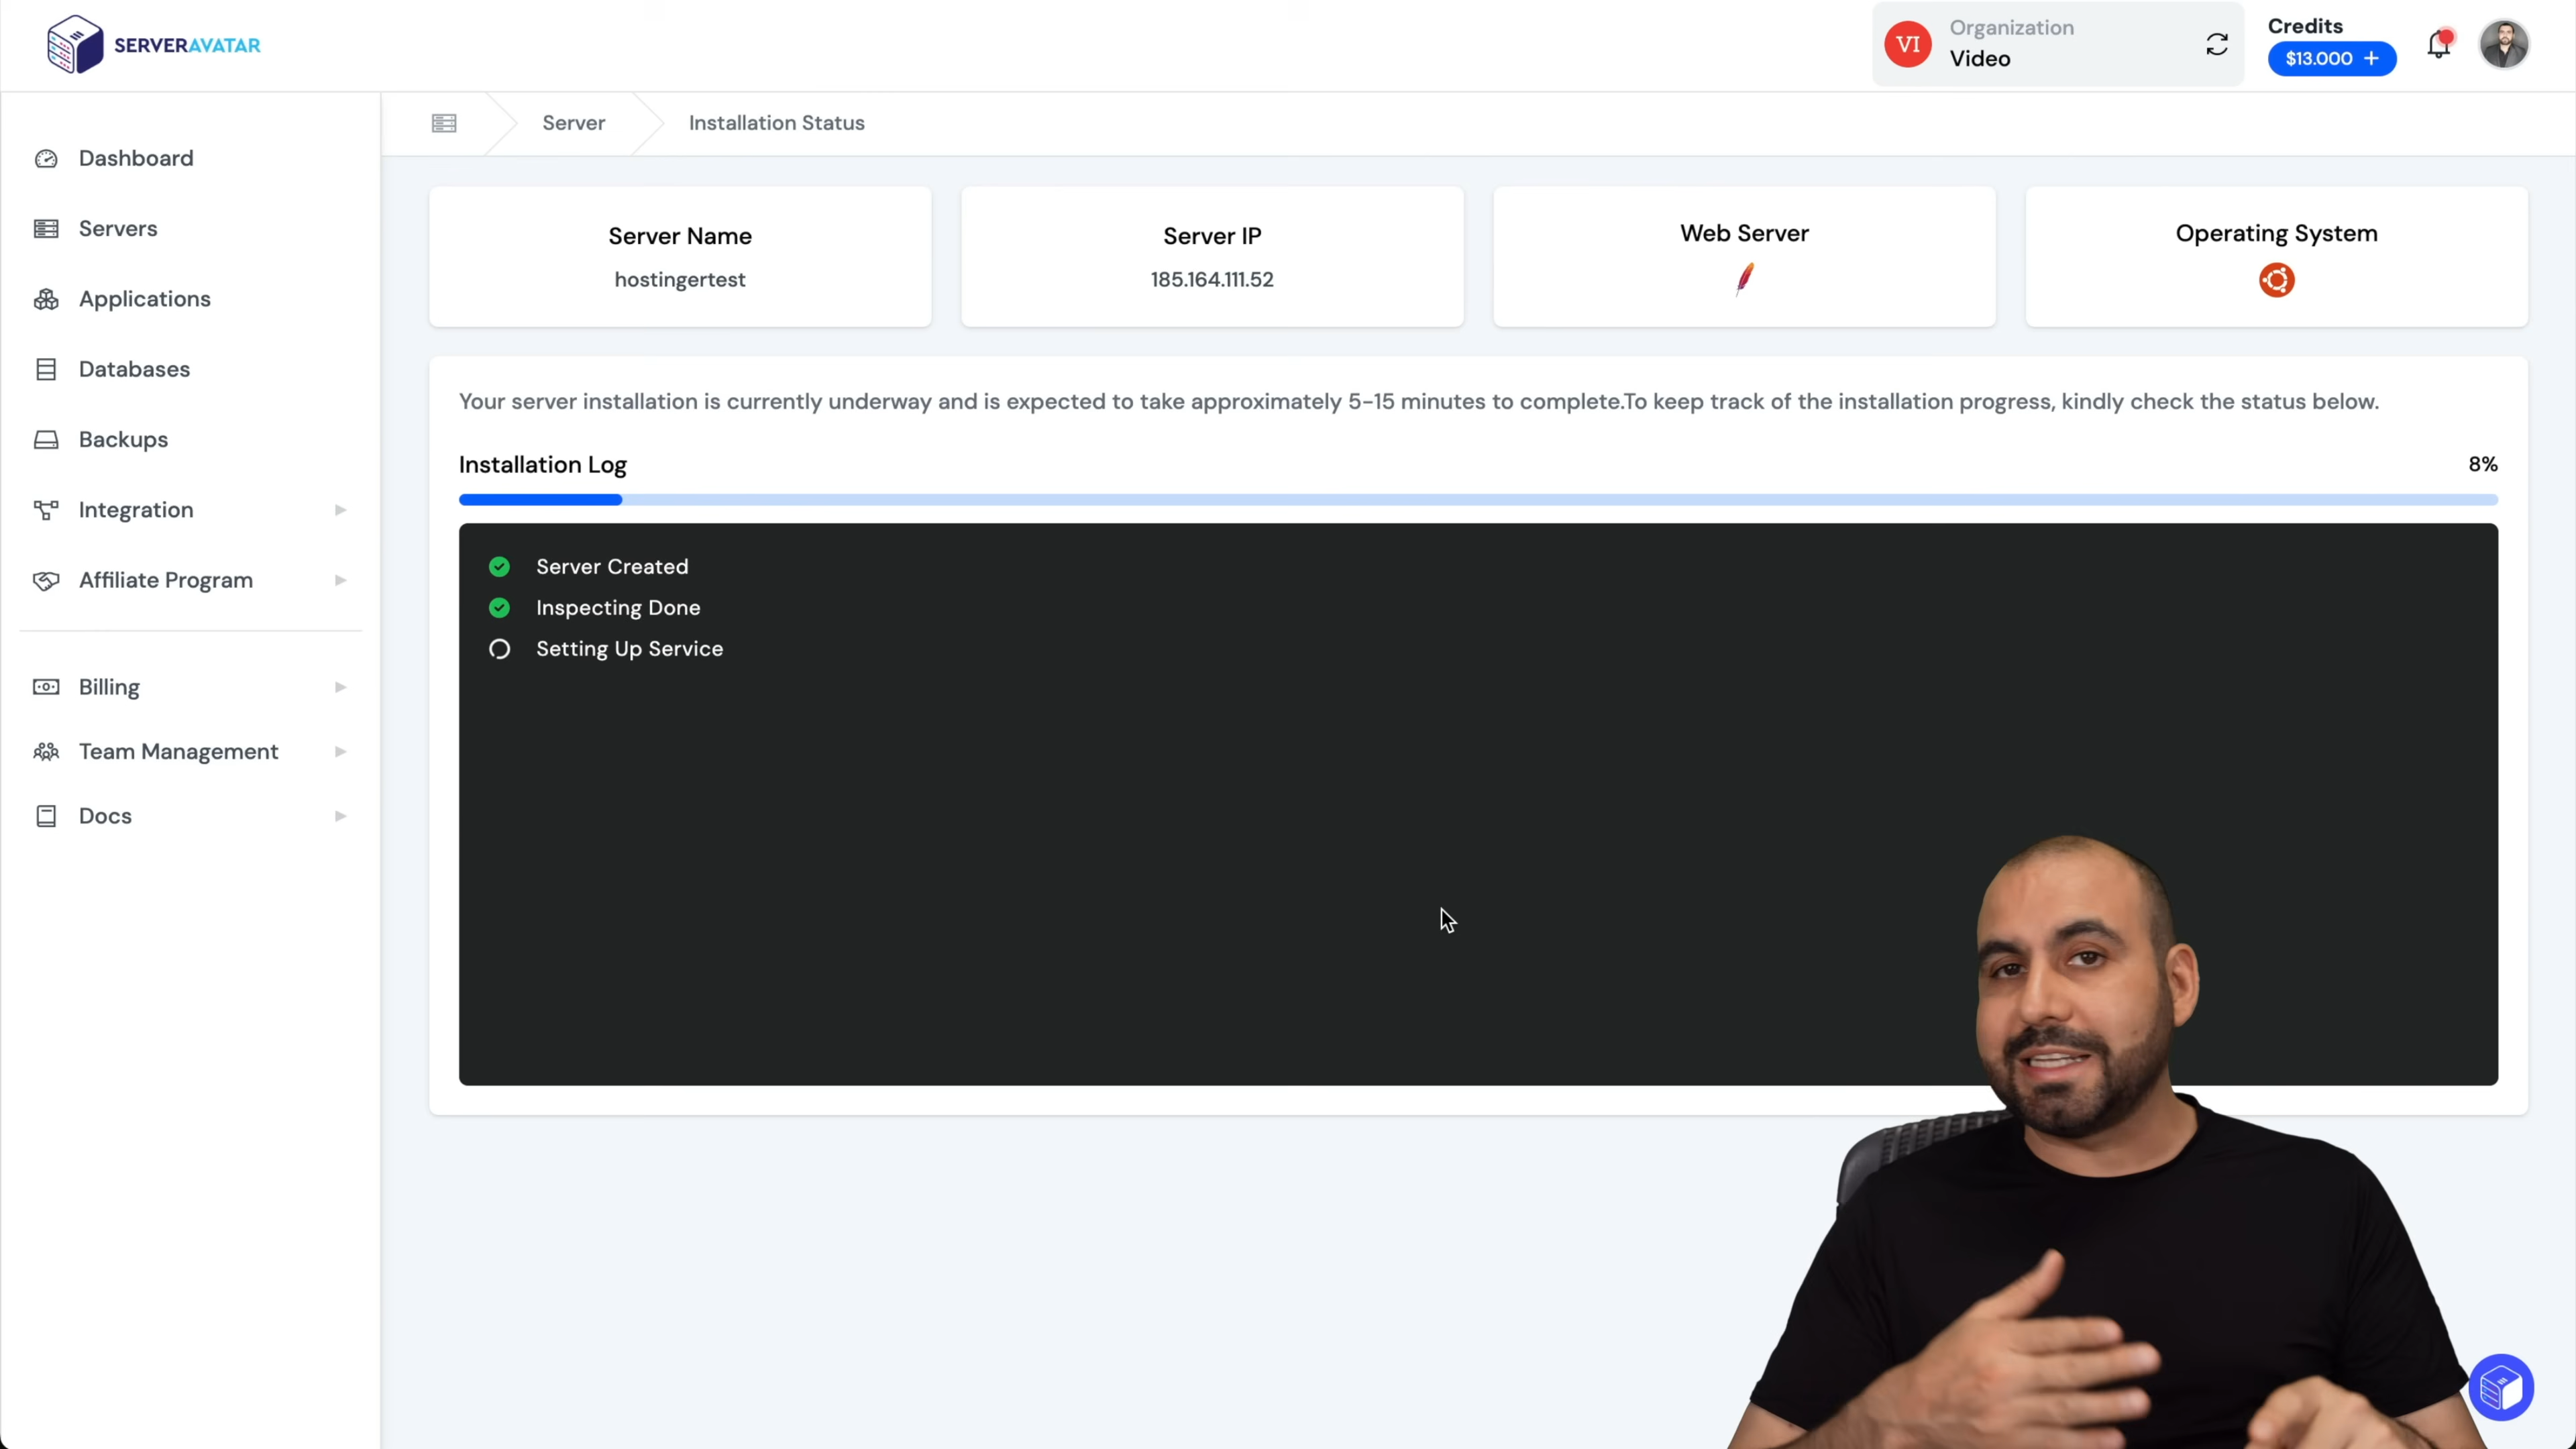 SERVERAVATAR
VI
Organization
Video
Credits
$13.000 +
Dashboard
Servers
Applications
Databases
Backups
Integration
Affiliate Program
Billing
Team Management
Docs
Server
Installation Status
Server Name
hostingertest
Server IP
185.164.111.52
Web Server
Operating System
Your server installation is currently underway and is expected to take approximately 5-15 minutes to complete.To keep track of the installation progress, kindly check the status below.
Installation Log
8%
Server Created
Inspecting Done
Setting Up Service